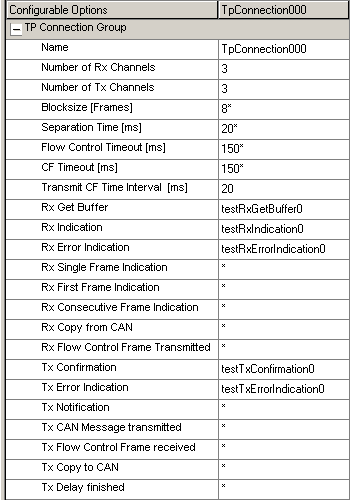 Configurable Options TpConnection000
TP Connection Group
Name TpConnection000
Number of Rx Channels 3
Number of Tx Channels 3
Blocksize [Frames] 8*
Separation Time [ms] 20*
Flow Control Timeout [ms] 150*
CF Timeout [ms] 150*
Transmit CF Time Interval [ms] 20
Rx Get Buffer testRxGetBuffer0
Rx Indication testRxIndication0
Rx Error Indication testRxErrorIndication0
Rx Single Frame Indication *
Rx First Frame Indication *
Rx Consecutive Frame Indication *
Rx Copy from CAN *
Rx Flow Control Frame Transmitted *
Tx Confirmation testTxConfirmation0
Tx Error Indication testTxErrorIndication0
Tx Notification *
Tx CAN Message transmitted *
Tx Flow Control Frame received *
Tx Copy to CAN *
Tx Delay finished *